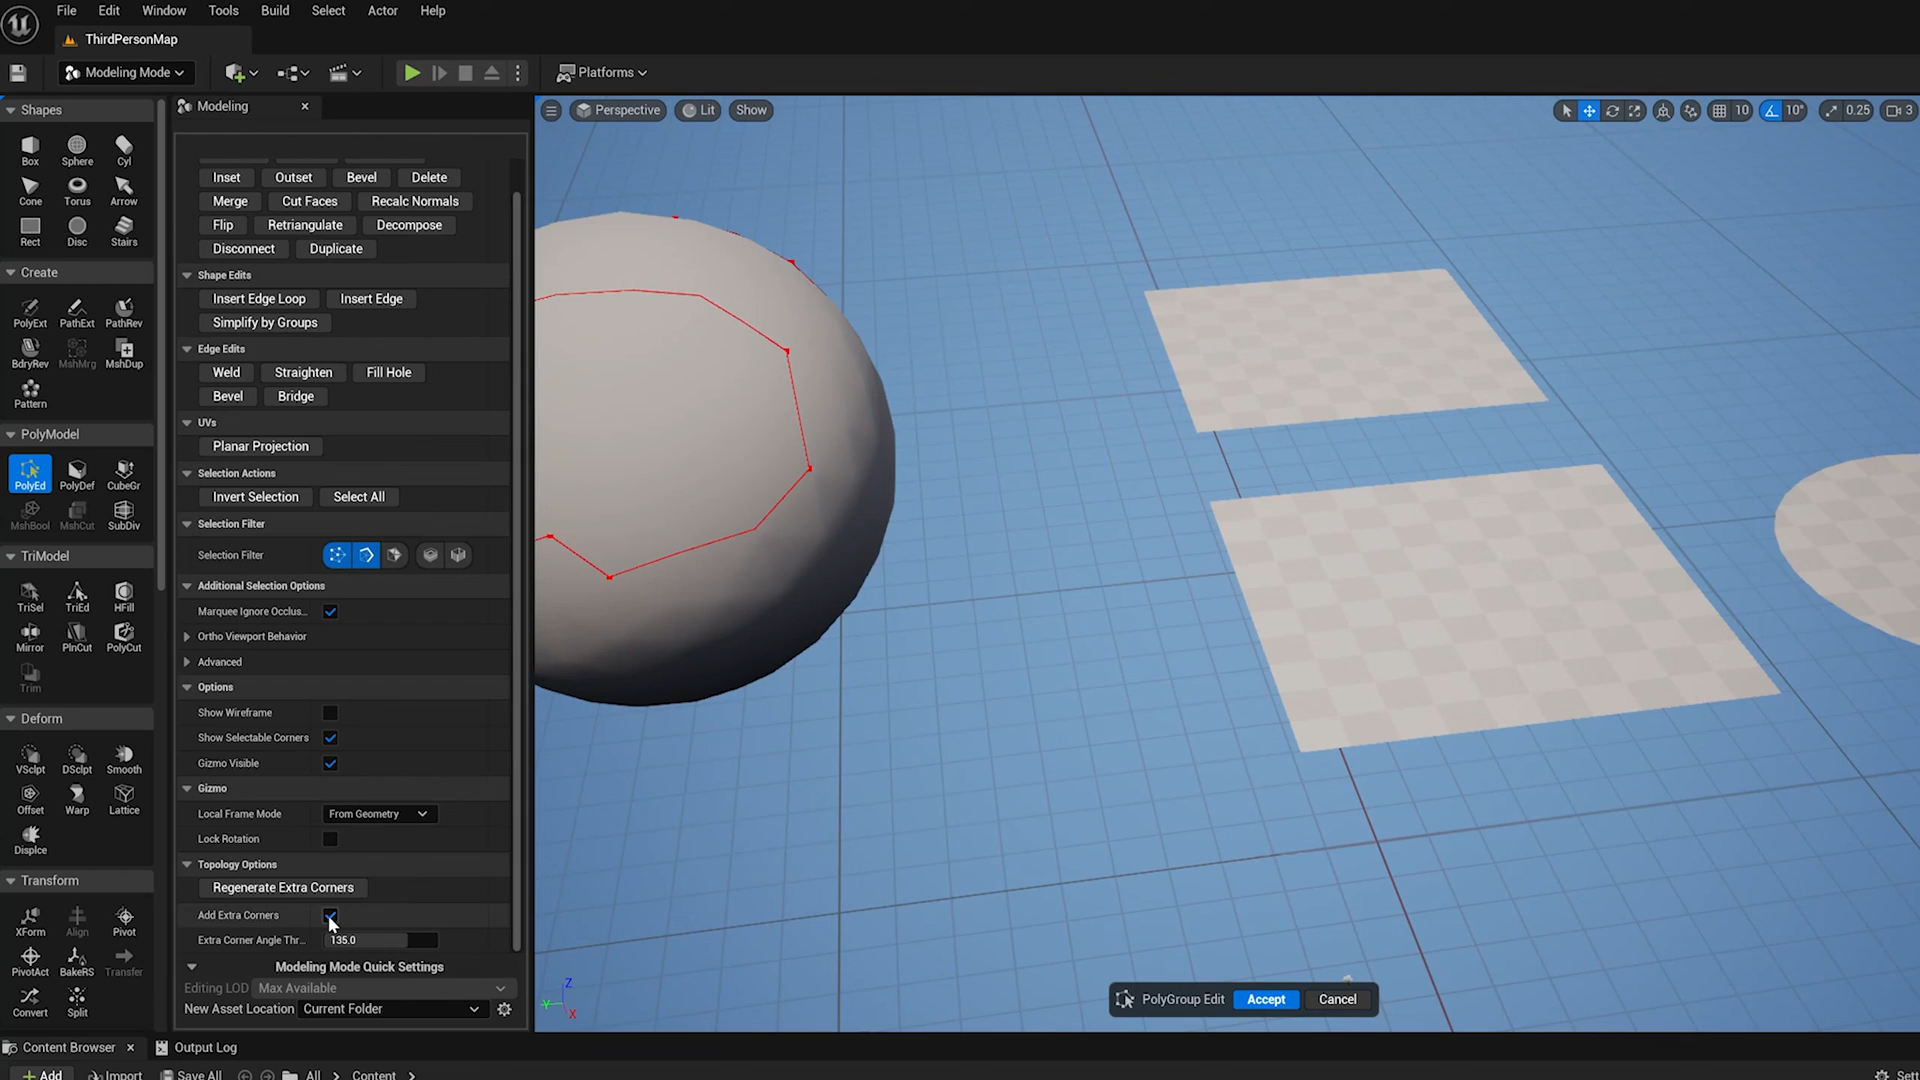 File Edit Window Tools Build Select Actor Help
ThirdPersonMap
Modeling Mode Platforms
Shapes
Box Sphere Cyl
Cone Torus Arrow
Rect Disc Stairs
Create
PolyExt PathExt PathRev
BdryRev MshMrg MshDup
Pattern
PolyModel
PolyEd PolyDef CubeGr
MshBool MshCut SubDiv
TriModel
TriSel TriEd HFill
Mirror PlnCut PolyCut
Trim
Deform
VSclpt DSclpt Smooth
Offset Warp Lattice
Displce
Transform
XForm Align Pivot
PivotAct BakeRS Transfer
Convert Split
Modeling
Inset Outset Bevel Delete
Merge Cut Faces Recalc Normals
Flip Retriangulate Decompose
Disconnect Duplicate
Shape Edits
Insert Edge Loop Insert Edge
Simplify by Groups
Edge Edits
Weld Straighten Fill Hole
Bevel Bridge
UVs
Planar Projection
Selection Actions
Invert Selection Select All
Selection Filter
Selection Filter
Additional Selection Options
Marquee Ignore Occlus...
Ortho Viewport Behavior
Advanced
Options
Show Wireframe
Show Selectable Corners
Gizmo Visible
Gizmo
Local Frame Mode From Geometry
Lock Rotation
Topology Options
Regenerate Extra Corners
Add Extra Corners
Extra Corner Angle Thr... 135.0
Modeling Mode Quick Settings
Editing LOD Max Available
New Asset Location Current Folder
Perspective Lit Show
10 10° 0.25 3
Z
Y
X
PolyGroup Edit Accept Cancel
Content Browser Output Log
Add Import Save All All Content Sett